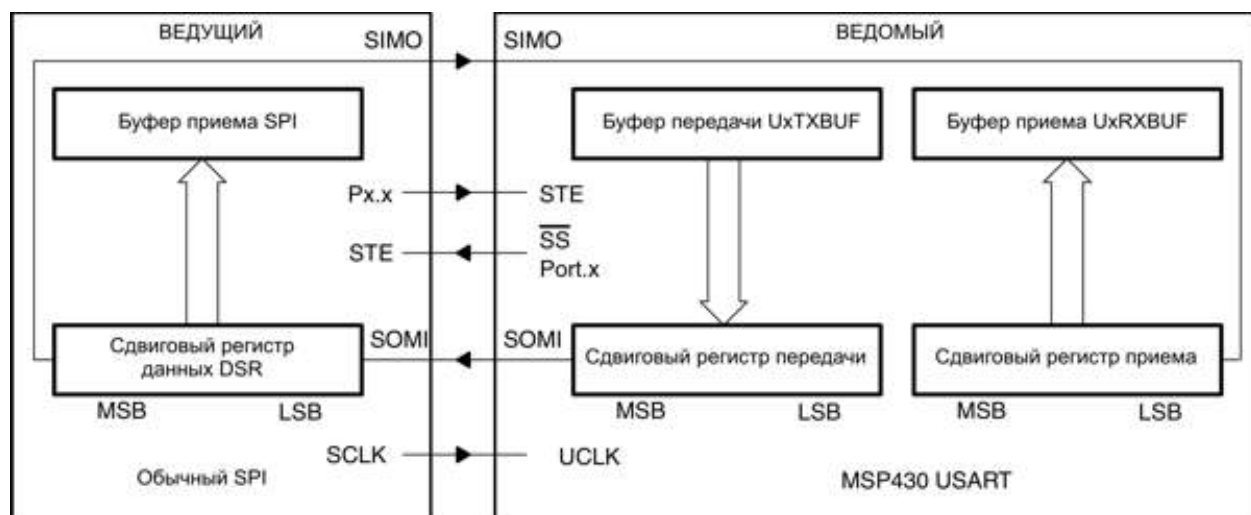 ВЕДУЩИЙ
SIMO
SIMO
ВЕДОМЫЙ
Буфер приема SPI
Буфер передачи UxTXBUF
Буфер приема UxRXBUF
Px.x
STE
STE
SS
Port.x
SOMI
SOMI
Сдвиговый регистр
данных DSR
Сдвиговый регистр передачи
Сдвиговый регистр приема
MSB
LSB
MSB
LSB
MSB
LSB
SCLK
UCLK
Обычный SPI
MSP430 USART